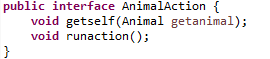 public interface AnimalAction {
    void getself(Animal getanimal);
    void runaction();
}